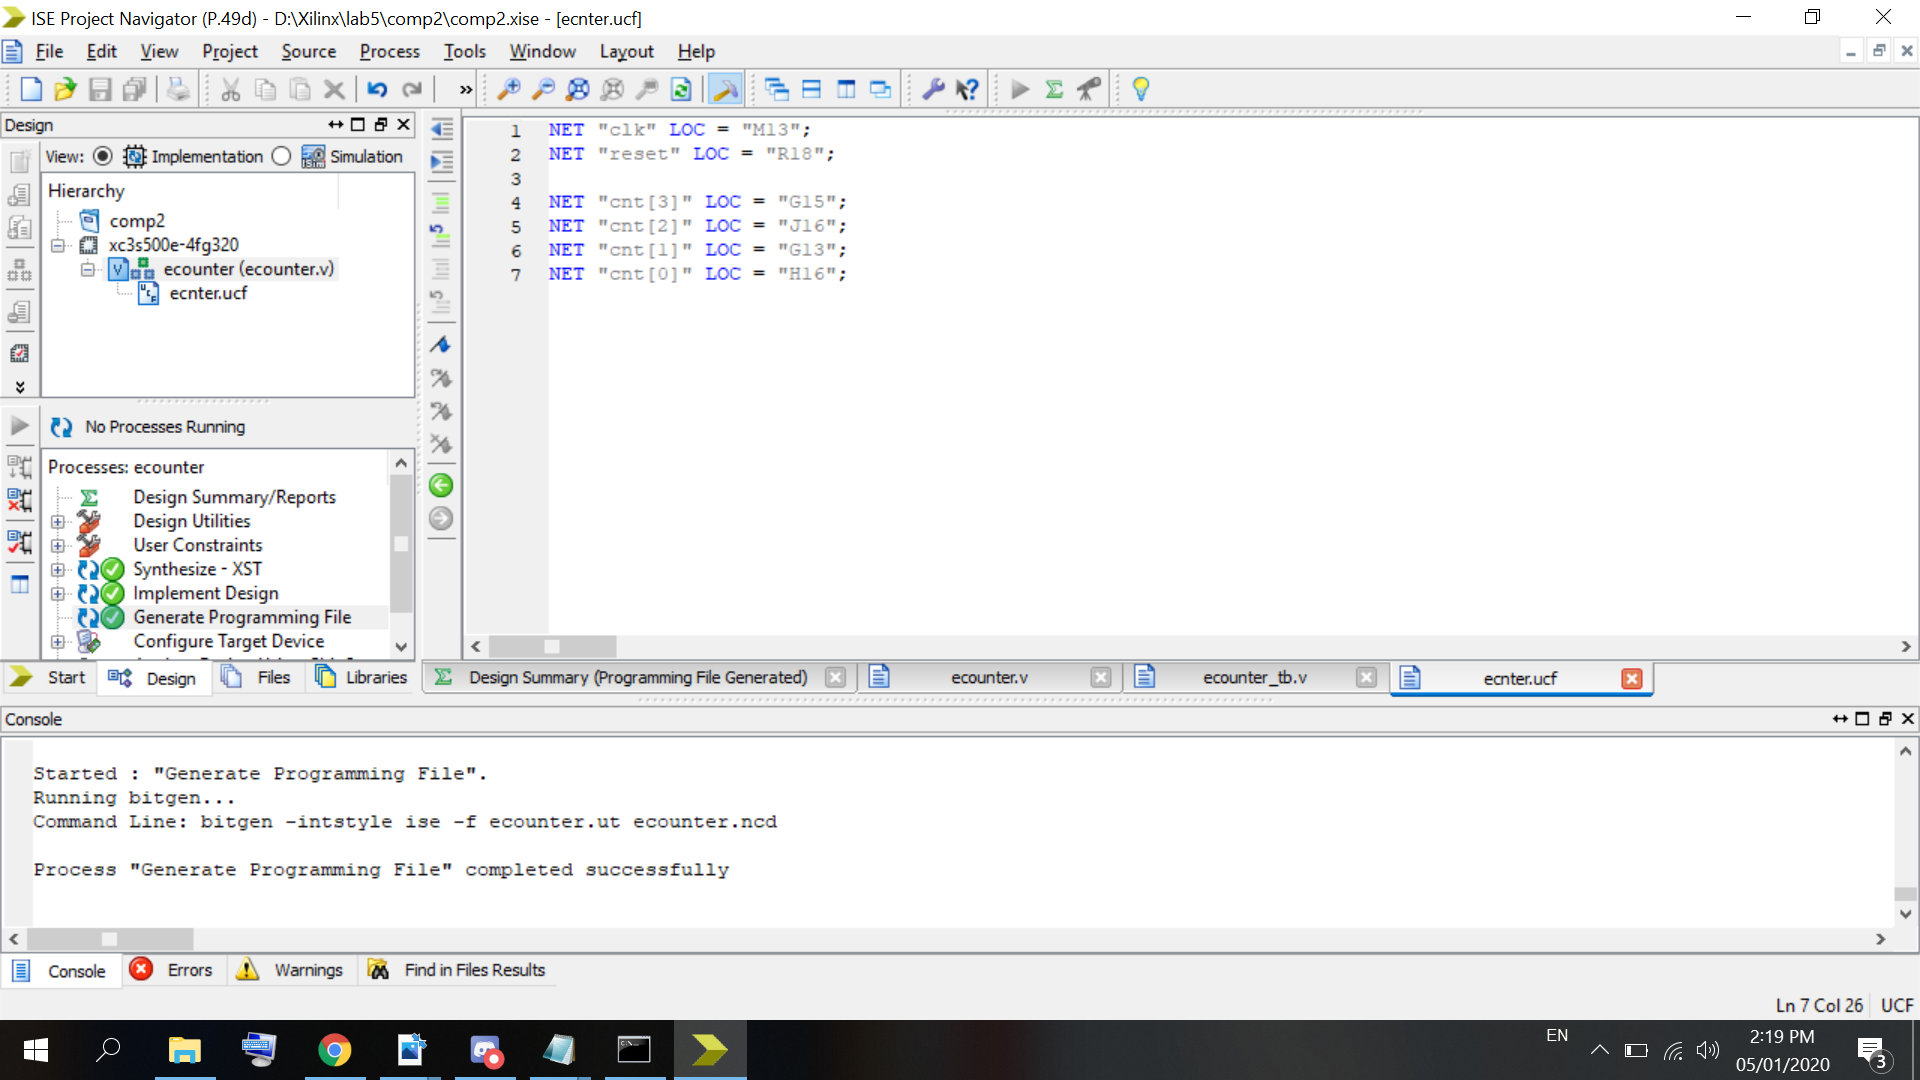 ISE Project Navigator (P.49d) - D:\Xilinx\lab5\comp2\comp2.xise - [ecnter.ucf]
File Edit View Project Source Process Tools Window Layout Help
Design
View: Implementation Simulation
Hierarchy
comp2
xc3s500e-4fg320
ecounter (ecounter.v)
ecnter.ucf
No Processes Running
Processes: ecounter
Design Summary/Reports
Design Utilities
User Constraints
Synthesize - XST
Implement Design
Generate Programming File
Configure Target Device
Start Design Files Libraries
1 NET "clk" LOC = "M13";
2 NET "reset" LOC = "R18";
3
4 NET "cnt[3]" LOC = "G15";
5 NET "cnt[2]" LOC = "J16";
6 NET "cnt[1]" LOC = "G13";
7 NET "cnt[0]" LOC = "H16";
Design Summary (Programming File Generated) ecounter.v ecounter_tb.v ecnter.ucf
Console
Started : "Generate Programming File".
Running bitgen...
Command Line: bitgen -intstyle ise -f ecounter.ut ecounter.ncd
Process "Generate Programming File" completed successfully
Console Errors Warnings Find in Files Results
Ln 7 Col 26 UCF
EN
2:19 PM
05/01/2020
3